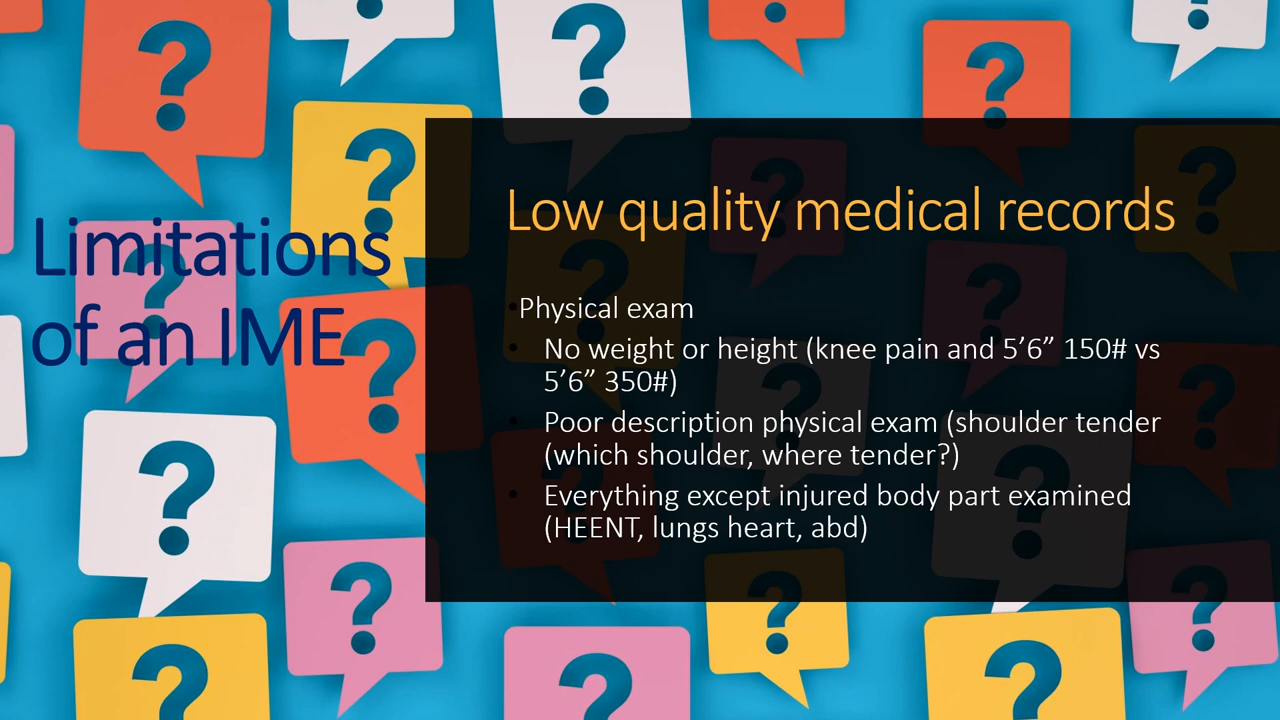 Limitations
of an IME
Low quality medical records
• Physical exam
• No weight or height (knee pain and 5’6” 150# vs
5’6” 350#)
• Poor description physical exam (shoulder tender
(which shoulder, where tender?)
• Everything except injured body part examined
(HEENT, lungs heart, abd)